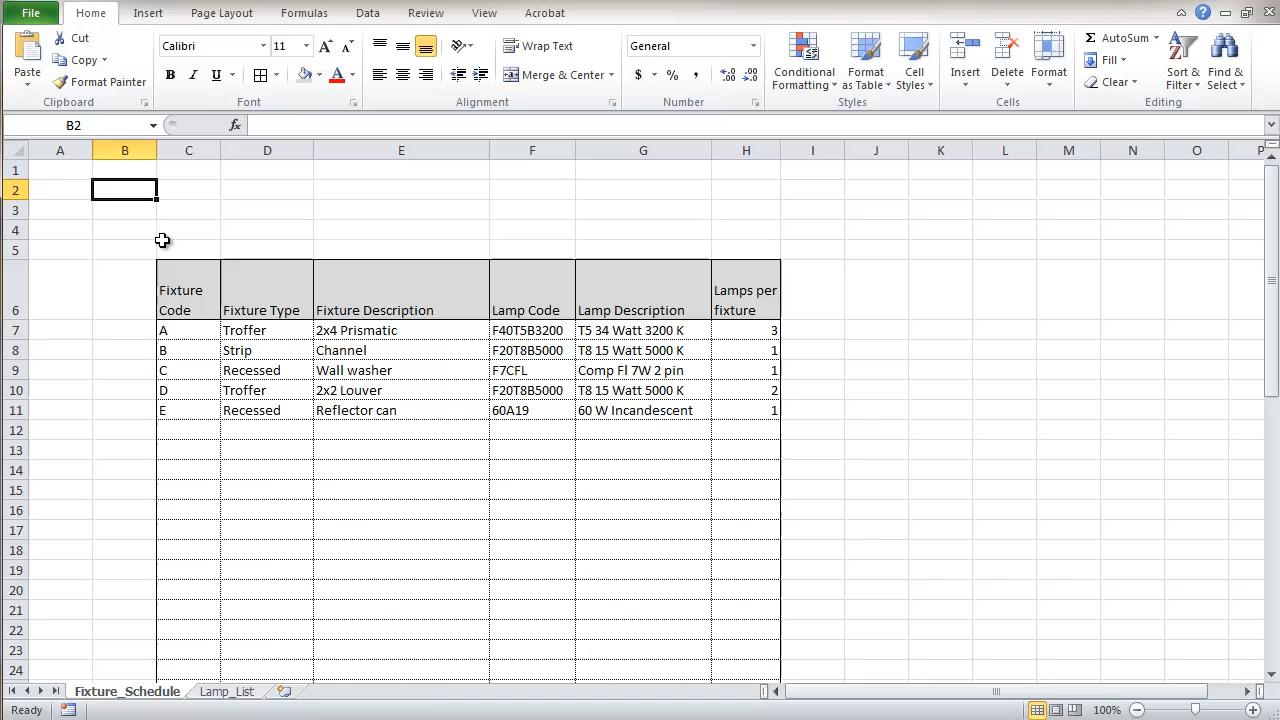 File Home Insert Page Layout Formulas Data Review View Acrobat
Paste Cut Copy Format Painter
Clipboard
Calibri 11
B I U A
Font
Wrap Text
Merge & Center
Alignment
General
$ % ,
Number
Conditional Formatting
Format as Table
Cell Styles
Styles
Insert Delete Format
Cells
AutoSum
Fill
Clear
Sort & Filter
Find & Select
Editing
B2 fx
A B C D E F G H I J K L M N O P
1
2
3
4
5
6 Fixture Code Fixture Type Fixture Description Lamp Code Lamp Description Lamps per fixture
7 A Troffer 2x4 Prismatic F40T5B3200 T5 34 Watt 3200 K 3
8 B Strip Channel F20T8B5000 T8 15 Watt 5000 K 1
9 C Recessed Wall washer F7CFL Comp Fl 7W 2 pin 1
10 D Troffer 2x2 Louver F20T8B5000 T8 15 Watt 5000 K 2
11 E Recessed Reflector can 60A19 60 W Incandescent 1
12
13
14
15
16
17
18
19
20
21
22
23
24
Fixture_Schedule Lamp_List
Ready 100%